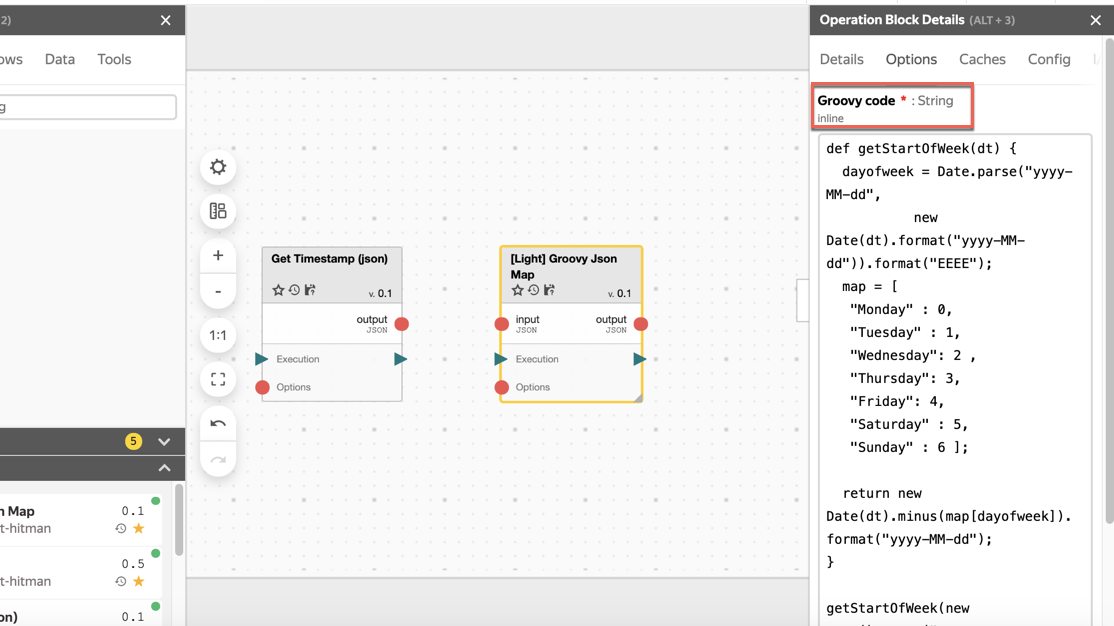 2)
ows Data Tools
g
5
n Map 0.1
t-hitman
0.5
t-hitman
on) 0.1
+
-
1:1
Get Timestamp (json)
v. 0.1
output
JSON
Execution
Options
[Light] Groovy Json
Map
v. 0.1
input output
JSON JSON
Execution
Options
Operation Block Details (ALT + 3)
Details Options Caches Config
Groovy code * : String
inline
def getStartOfWeek(dt) {
dayofweek = Date.parse("yyyy-
MM-dd",
new
Date(dt).format("yyyy-MM-
dd")).format("EEEE");
map = [
"Monday" : 0,
"Tuesday" : 1,
"Wednesday": 2 ,
"Thursday": 3,
"Friday": 4,
"Saturday" : 5,
"Sunday" : 6 ];
return new
Date(dt).minus(map[dayofweek]).
format("yyyy-MM-dd");
}
getStartOfWeek(new